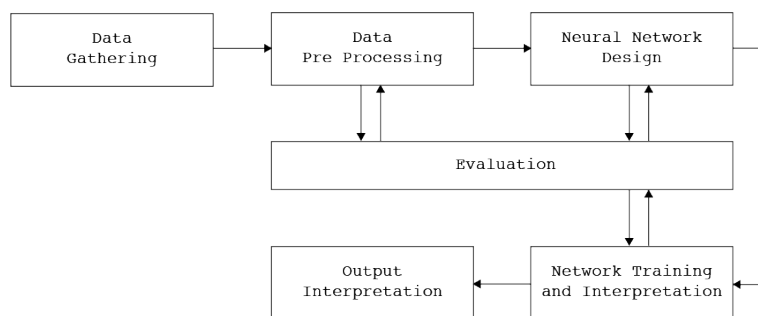 Data
Gathering
Data
Pre Processing
Neural Network
Design
Evaluation
Output
Interpretation
Network Training
and Interpretation